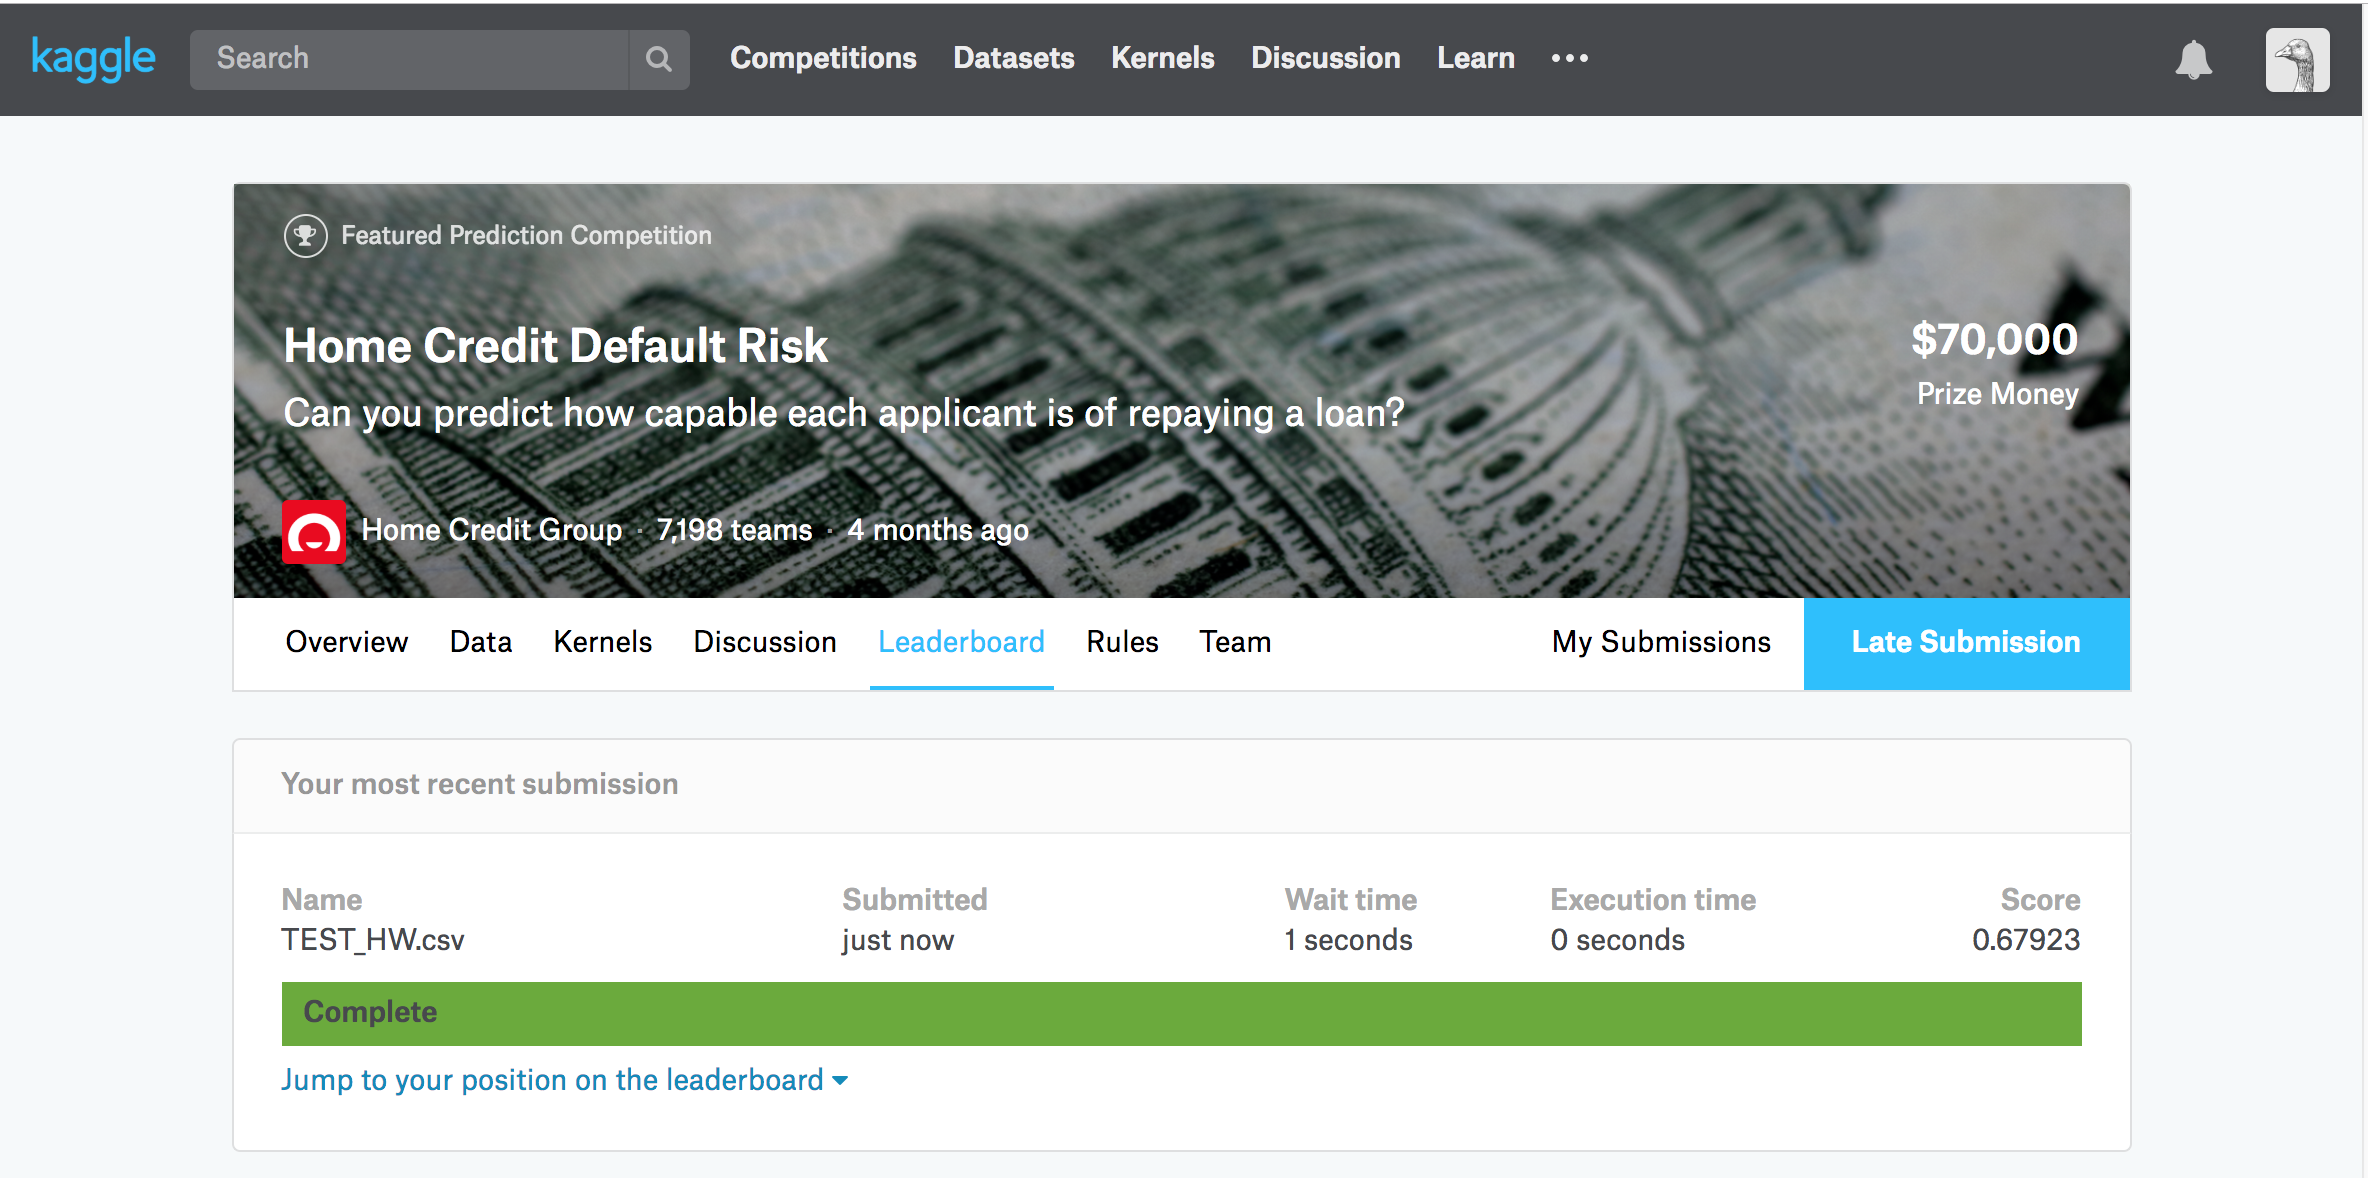 kaggle
Search
Competitions Datasets Kernels Discussion Learn
Featured Prediction Competition
Home Credit Default Risk
$70,000
Can you predict how capable each applicant is of repaying a loan?
Prize Money
Home Credit Group · 7,198 teams · 4 months ago
Overview Data Kernels Discussion Leaderboard Rules Team My Submissions Late Submission
Your most recent submission
Name Submitted Wait time Execution time Score
TEST_HW.csv just now 1 seconds 0 seconds 0.67923
Complete
Jump to your position on the leaderboard